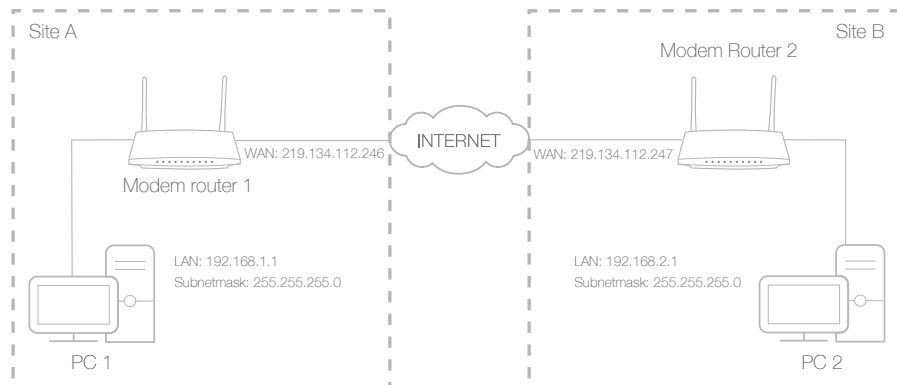 Site A
Site B
Modem Router 2
INTERNET
WAN: 219.134.112.246
WAN: 219.134.112.247
Modem router 1
LAN: 192.168.1.1
Subnetmask: 255.255.255.0
LAN: 192.168.2.1
Subnetmask: 255.255.255.0
PC 1
PC 2